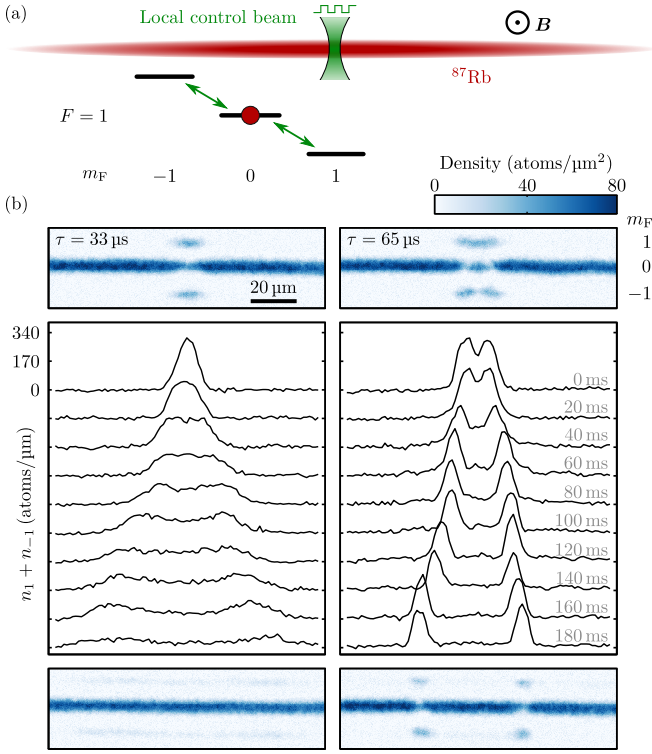 (a)
Local control beam
B
⁸⁷Rb
F = 1
m_F −1 0 1
Density (atoms/µm²)
0 40 80
(b)
m_F
τ = 33 µs
τ = 65 µs
1
0
−1
20 µm
340
170
0
n₁ + n₋₁ (atoms/µm)
0 ms
20 ms
40 ms
60 ms
80 ms
100 ms
120 ms
140 ms
160 ms
180 ms